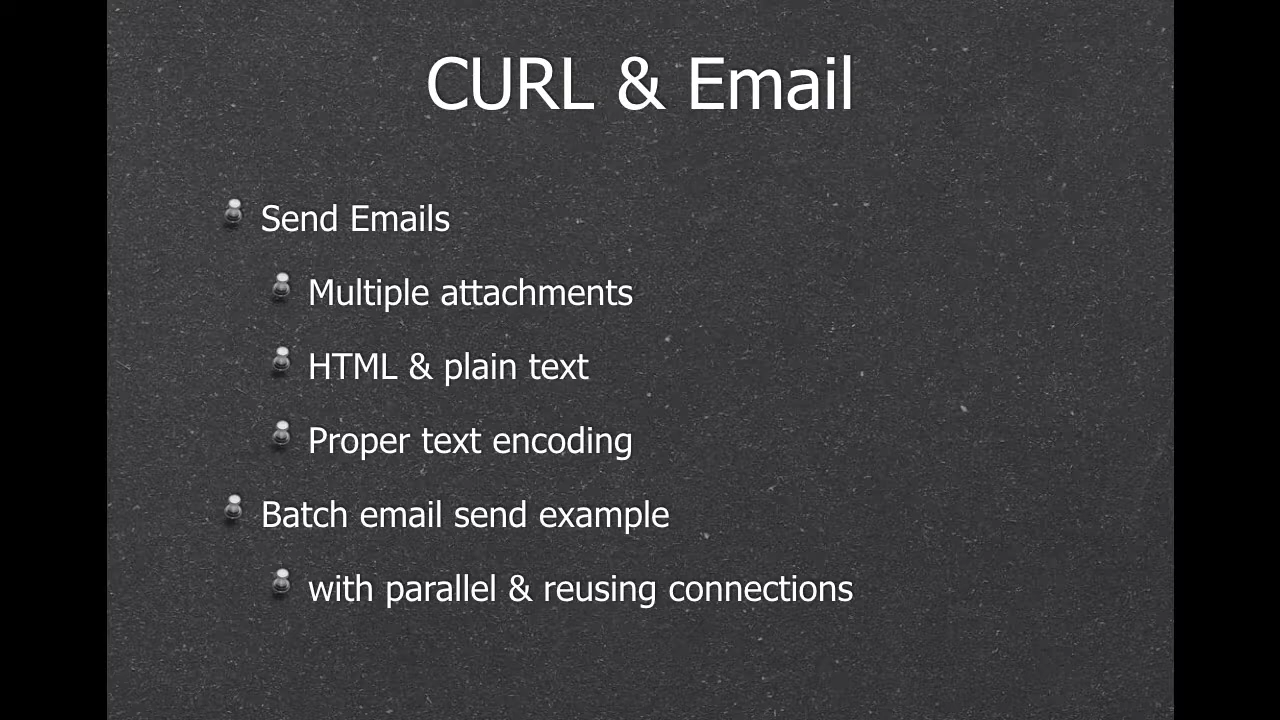 CURL & Email
Send Emails
Multiple attachments
HTML & plain text
Proper text encoding
Batch email send example
with parallel & reusing connections